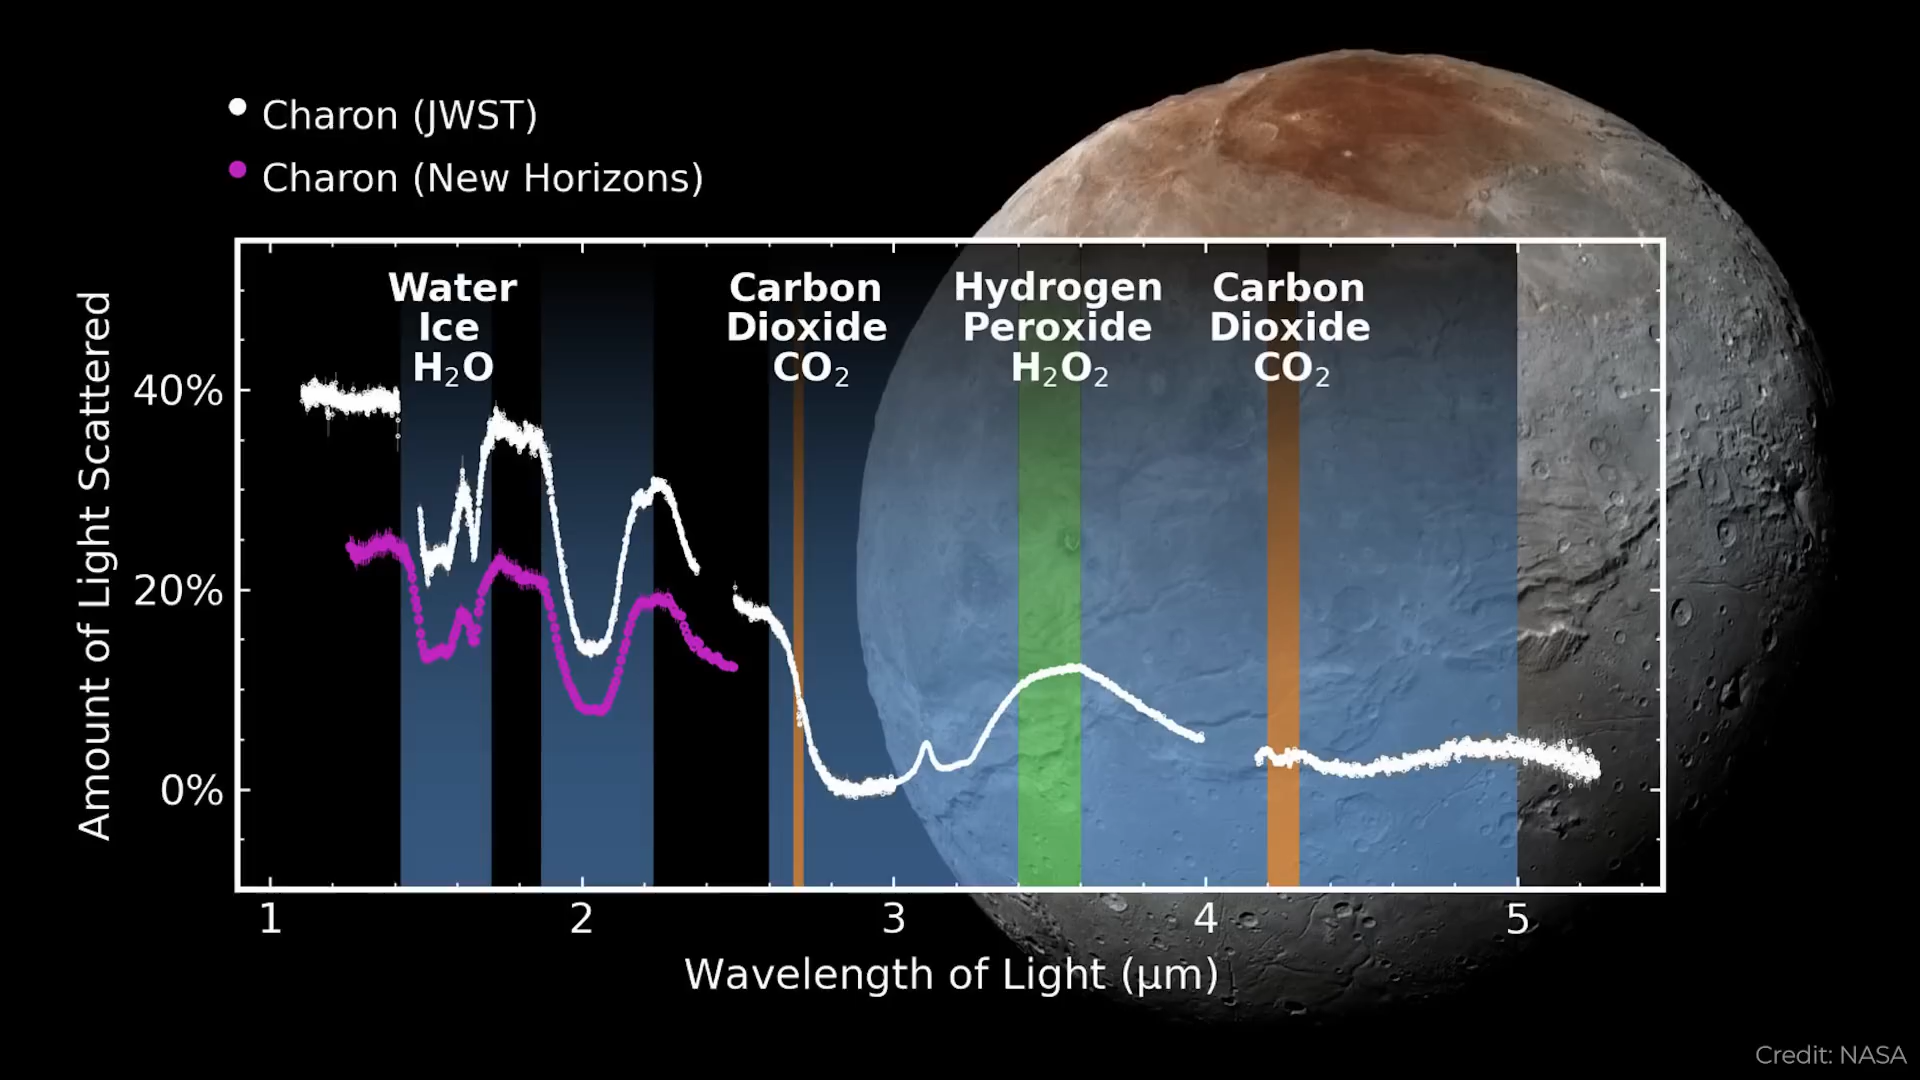 Charon (JWST)
Charon (New Horizons)
Water
Ice
H₂O
Carbon
Dioxide
CO₂
Hydrogen
Peroxide
H₂O₂
Carbon
Dioxide
CO₂
Amount of Light Scattered
40%
20%
0%
1 2 3 4 5
Wavelength of Light (μm)
Credit: NASA